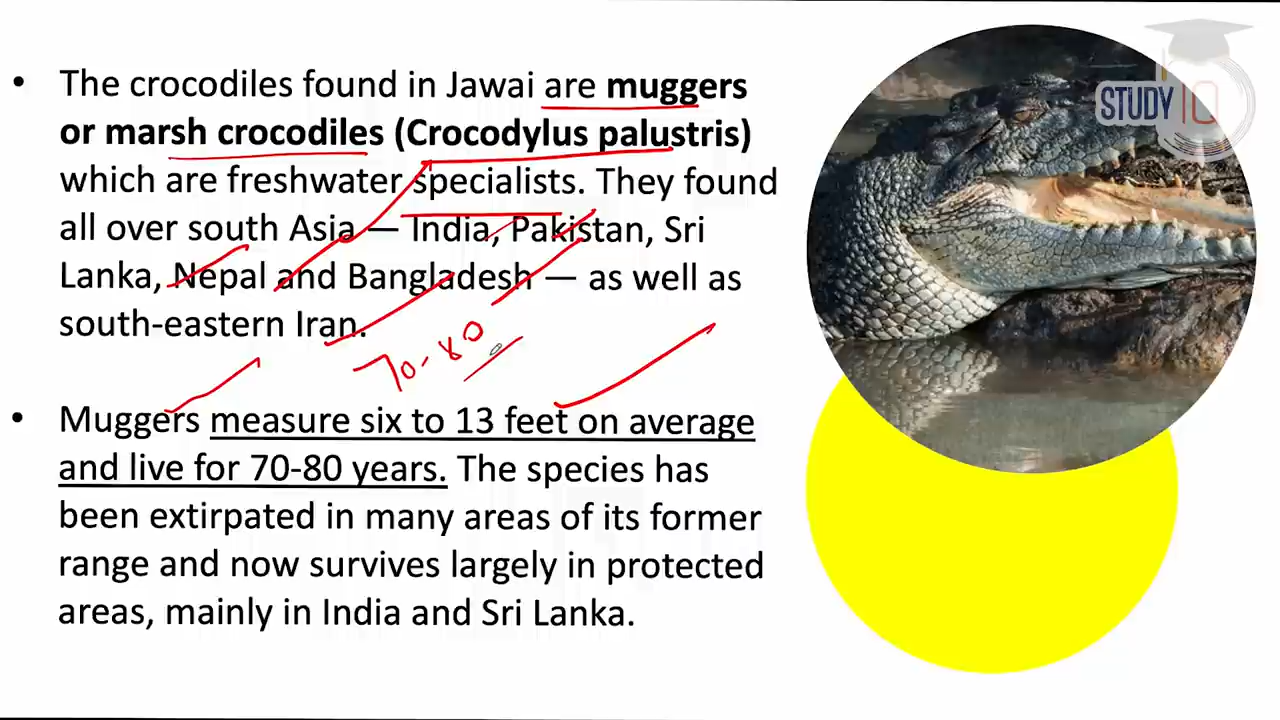 STUDY IQ
• The crocodiles found in Jawai are muggers
or marsh crocodiles (Crocodylus palustris)
which are freshwater specialists. They found
all over south Asia — India, Pakistan, Sri
Lanka, Nepal and Bangladesh — as well as
south-eastern Iran.
70-80
• Muggers measure six to 13 feet on average
and live for 70-80 years. The species has
been extirpated in many areas of its former
range and now survives largely in protected
areas, mainly in India and Sri Lanka.